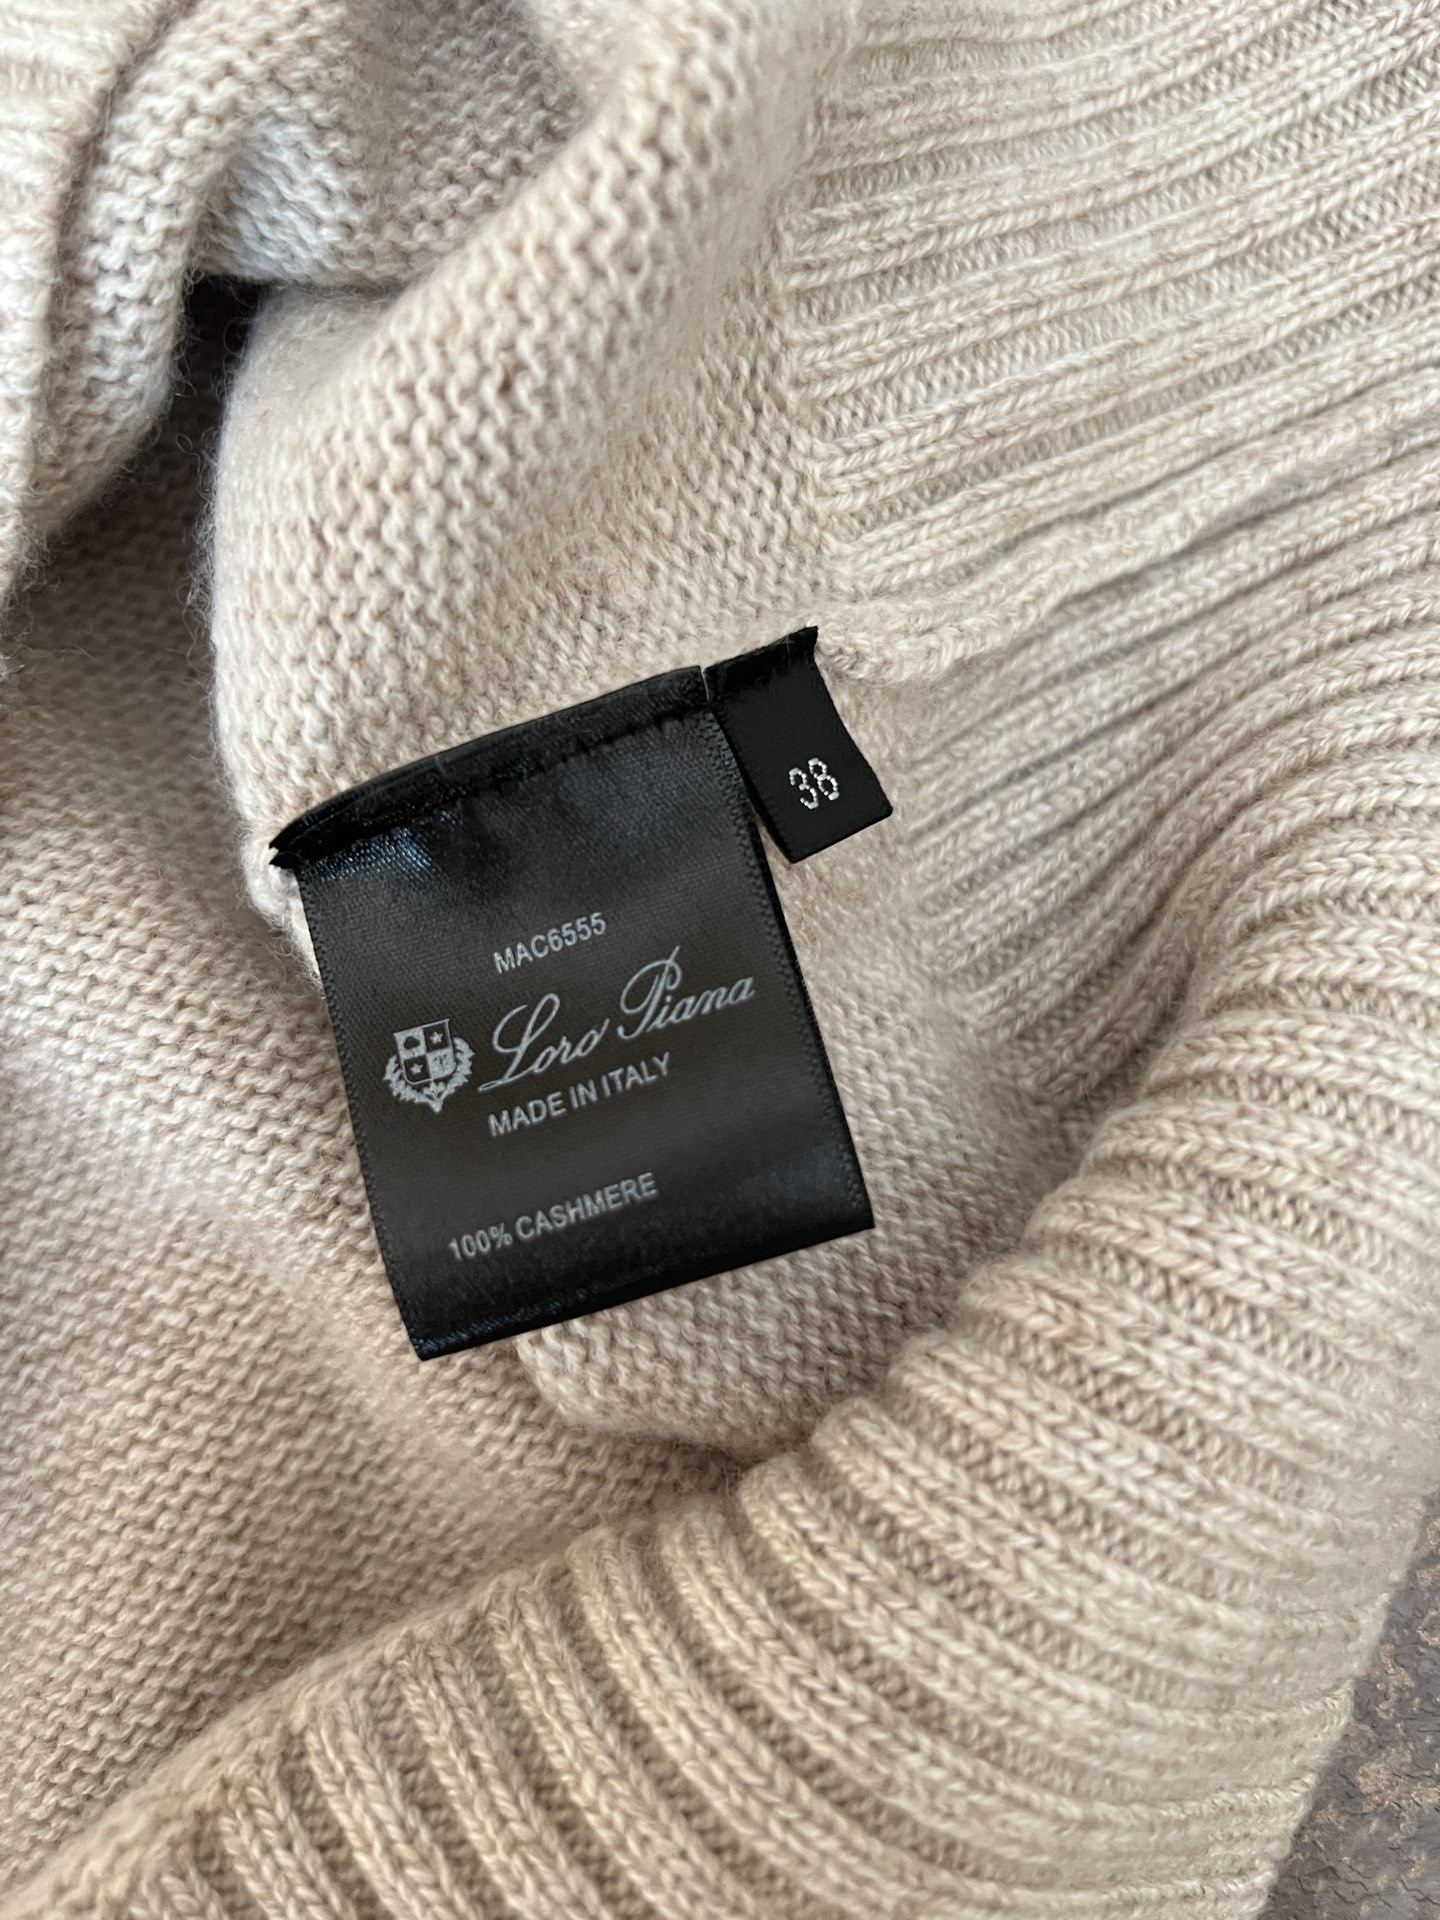 38
MAC6555
Loro Piana
MADE IN ITALY
100% CASHMERE